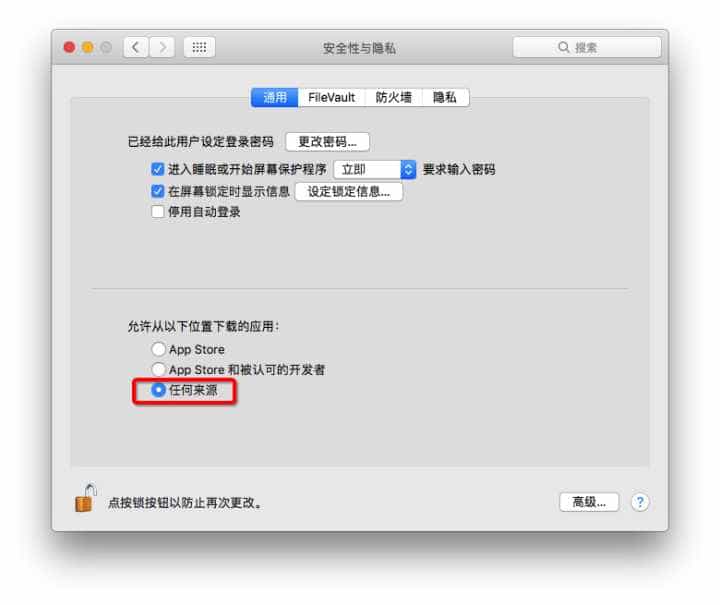 安全性与隐私
搜索
通用 FileVault 防火墙 隐私
已经给此用户设定登录密码 更改密码...
进入睡眠或开始屏幕保护程序 立即 要求输入密码
在屏幕锁定时显示信息 设定锁定信息...
停用自动登录
允许从以下位置下载的应用：
App Store
App Store 和被认可的开发者
任何来源
点按锁按钮以防止再次更改。
高级... ?